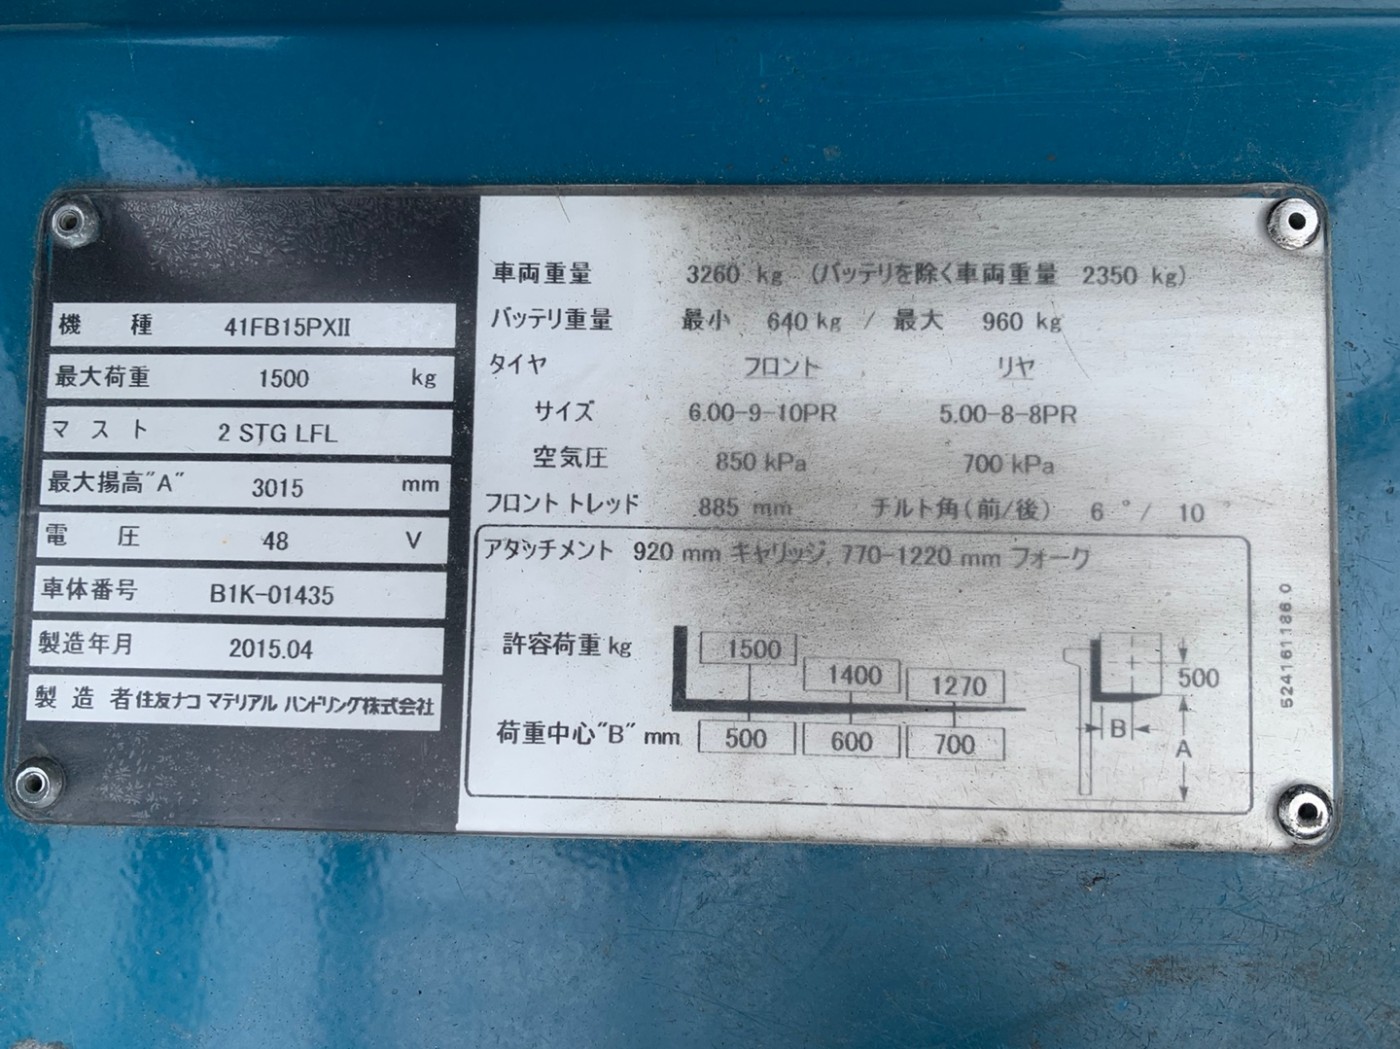 機 種 41FB15PXII
最大荷重 1500 kg
マスト 2 STG LFL
最大揚高"A" 3015 mm
電 圧 48 V
車体番号 B1K-01435
製造年月 2015.04
製造者 住友ナコ マテリアル ハンドリング株式会社
車両重量 3260 kg (バッテリを除く車両重量 2350 kg)
バッテリ重量 最小 640 kg / 最大 960 kg
タイヤ フロント リヤ
サイズ 6.00-9-10PR 5.00-8-8PR
空気圧 850 kPa 700 kPa
フロント トレッド 885 mm チルト角(前/後) 6 ° / 10 °
アタッチメント 920 mm キャリッジ, 770-1220 mm フォーク
許容荷重 kg 1500 1400 1270
荷重中心"B" mm 500 600 700
500
B
A
524161186 0